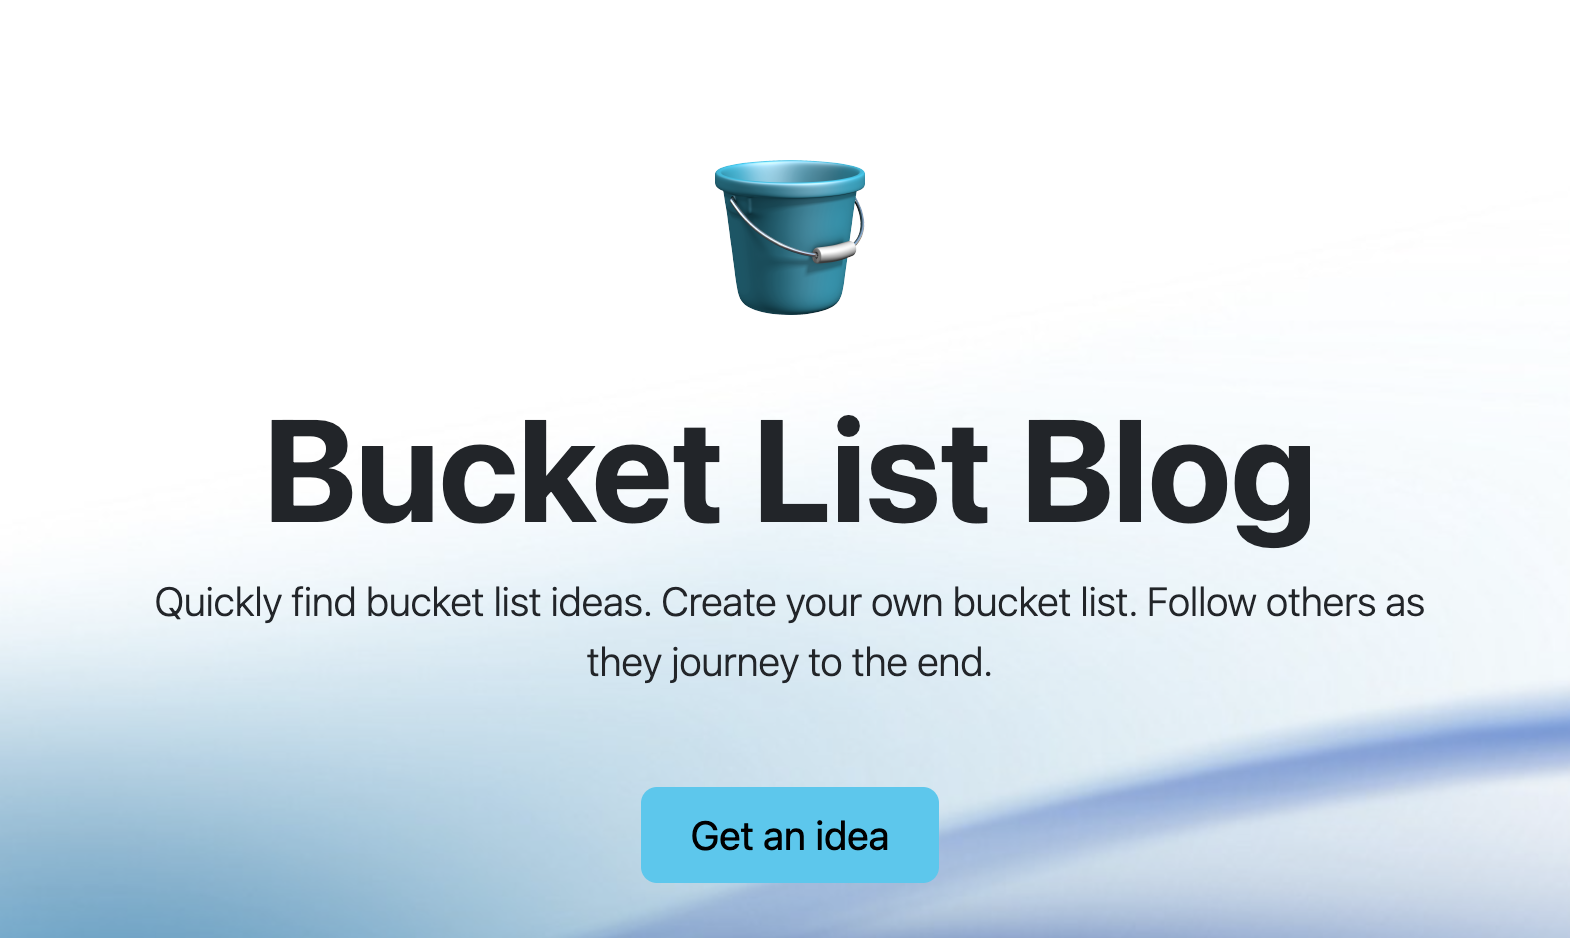 Bucket List Blog
Quickly find bucket list ideas. Create your own bucket list. Follow others as
they journey to the end.
Get an idea